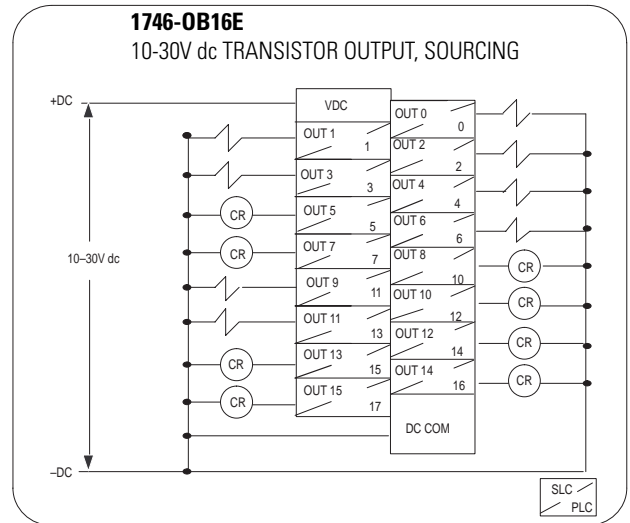 1746-OB16E
10-30V dc TRANSISTOR OUTPUT, SOURCING
+DC
VDC
OUT 0
0
OUT 1
1
OUT 2
2
OUT 3
3
OUT 4
4
CR
OUT 5
5
OUT 6
6
10–30V dc
CR
OUT 7
7
OUT 8
10
CR
OUT 9
11
OUT 10
12
CR
OUT 11
13
OUT 12
14
CR
CR
OUT 13
15
OUT 14
16
CR
CR
OUT 15
17
DC COM
–DC
SLC
PLC